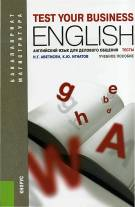 БАКАЛАВРИАТ
МАГИСТРАТУРА
TEST YOUR BUSINESS
ENGLISH
АНГЛИЙСКИЙ ЯЗЫК ДЛЯ ДЕЛОВОГО ОБЩЕНИЯ
ТЕСТЫ
УЧЕБНОЕ ПОСОБИЕ
g
h
e
b
W
A
a
КНОРУС